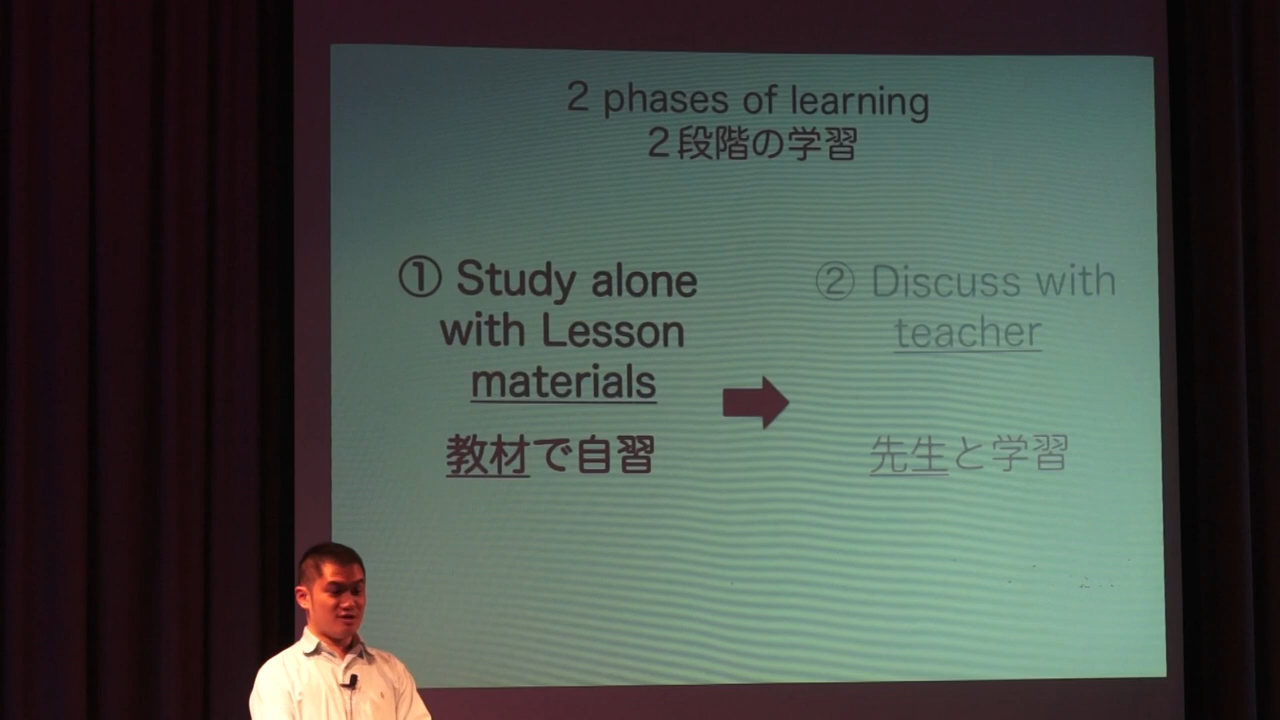 2 phases of learning
２段階の学習
① Study alone
with Lesson
materials
教材で自習
② Discuss with
teacher
先生と学習